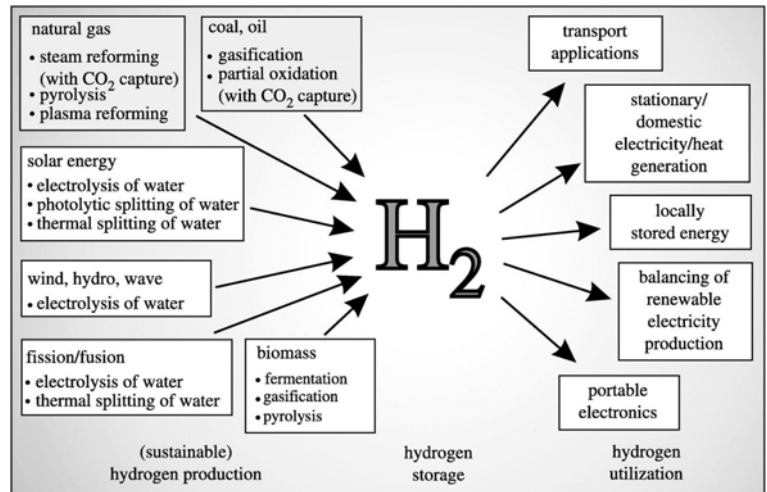 natural gas
• steam reforming
(with CO2 capture)
• pyrolysis
• plasma reforming
coal, oil
• gasification
• partial oxidation
(with CO2 capture)
solar energy
• electrolysis of water
• photolytic splitting of water
• thermal splitting of water
wind, hydro, wave
• electrolysis of water
fission/fusion
• electrolysis of water
• thermal splitting of water
biomass
• fermentation
• gasification
• pyrolysis
H2
transport
applications
stationary/
domestic
electricity/heat
generation
locally
stored energy
balancing of
renewable
electricity
production
portable
electronics
(sustainable)
hydrogen production
hydrogen
storage
hydrogen
utilization